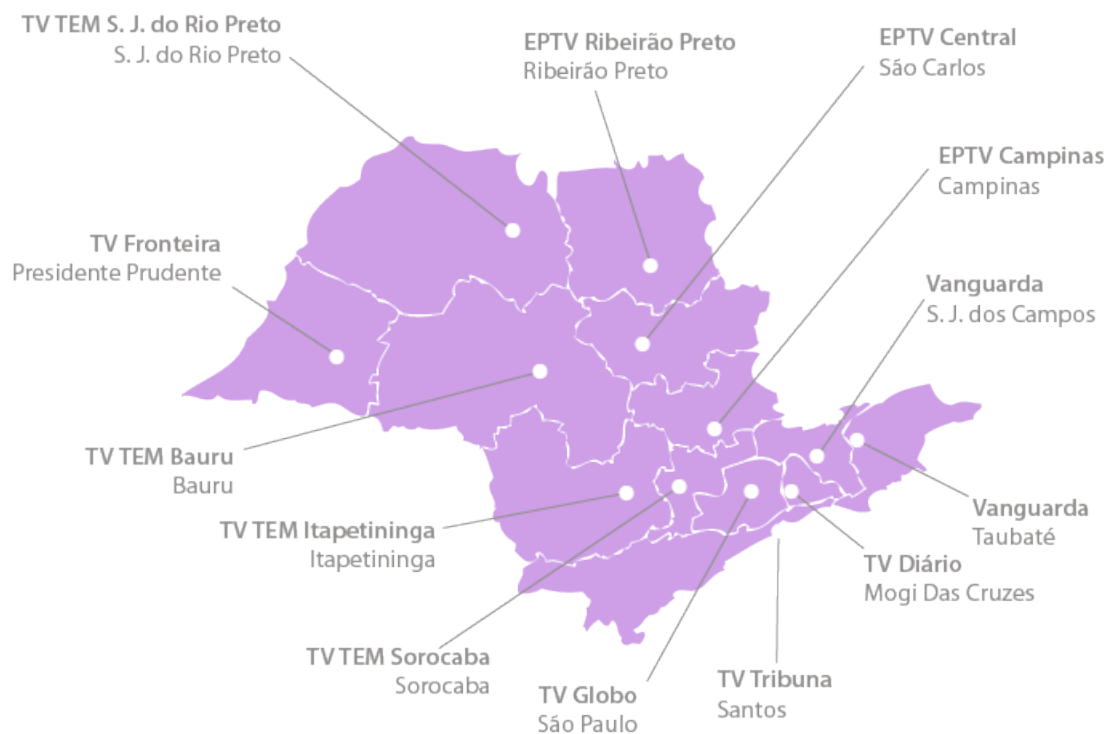 TV TEM S. J. do Rio Preto
S. J. do Rio Preto
EPTV Ribeirão Preto
Ribeirão Preto
EPTV Central
São Carlos
EPTV Campinas
Campinas
TV Fronteira
Presidente Prudente
Vanguarda
S. J. dos Campos
TV TEM Bauru
Bauru
TV TEM Itapetininga
Itapetininga
Vanguarda
Taubaté
TV Diário
Mogi Das Cruzes
TV TEM Sorocaba
Sorocaba
TV Globo
São Paulo
TV Tribuna
Santos